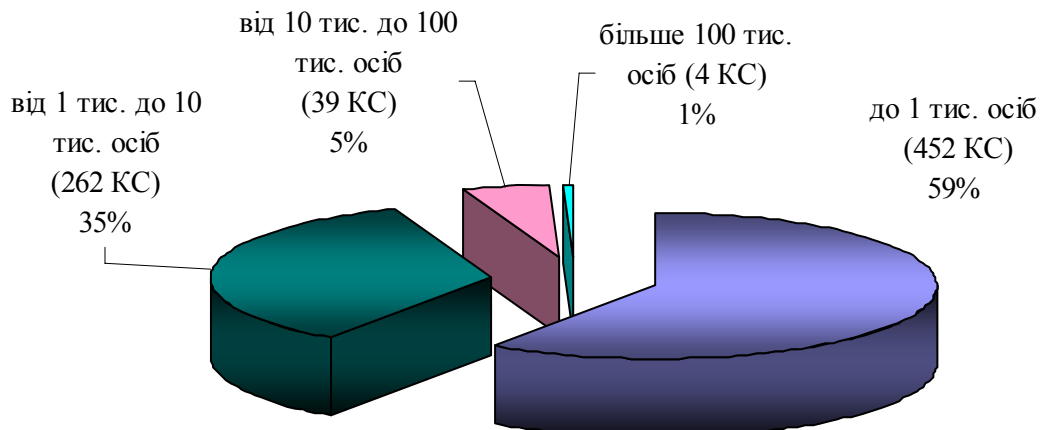 від 1 тис. до 10
тис. осіб
(262 КС)
35%
від 10 тис. до 100
тис. осіб
(39 КС)
5%
більше 100 тис.
осіб (4 КС)
1%
до 1 тис. осіб
(452 КС)
59%